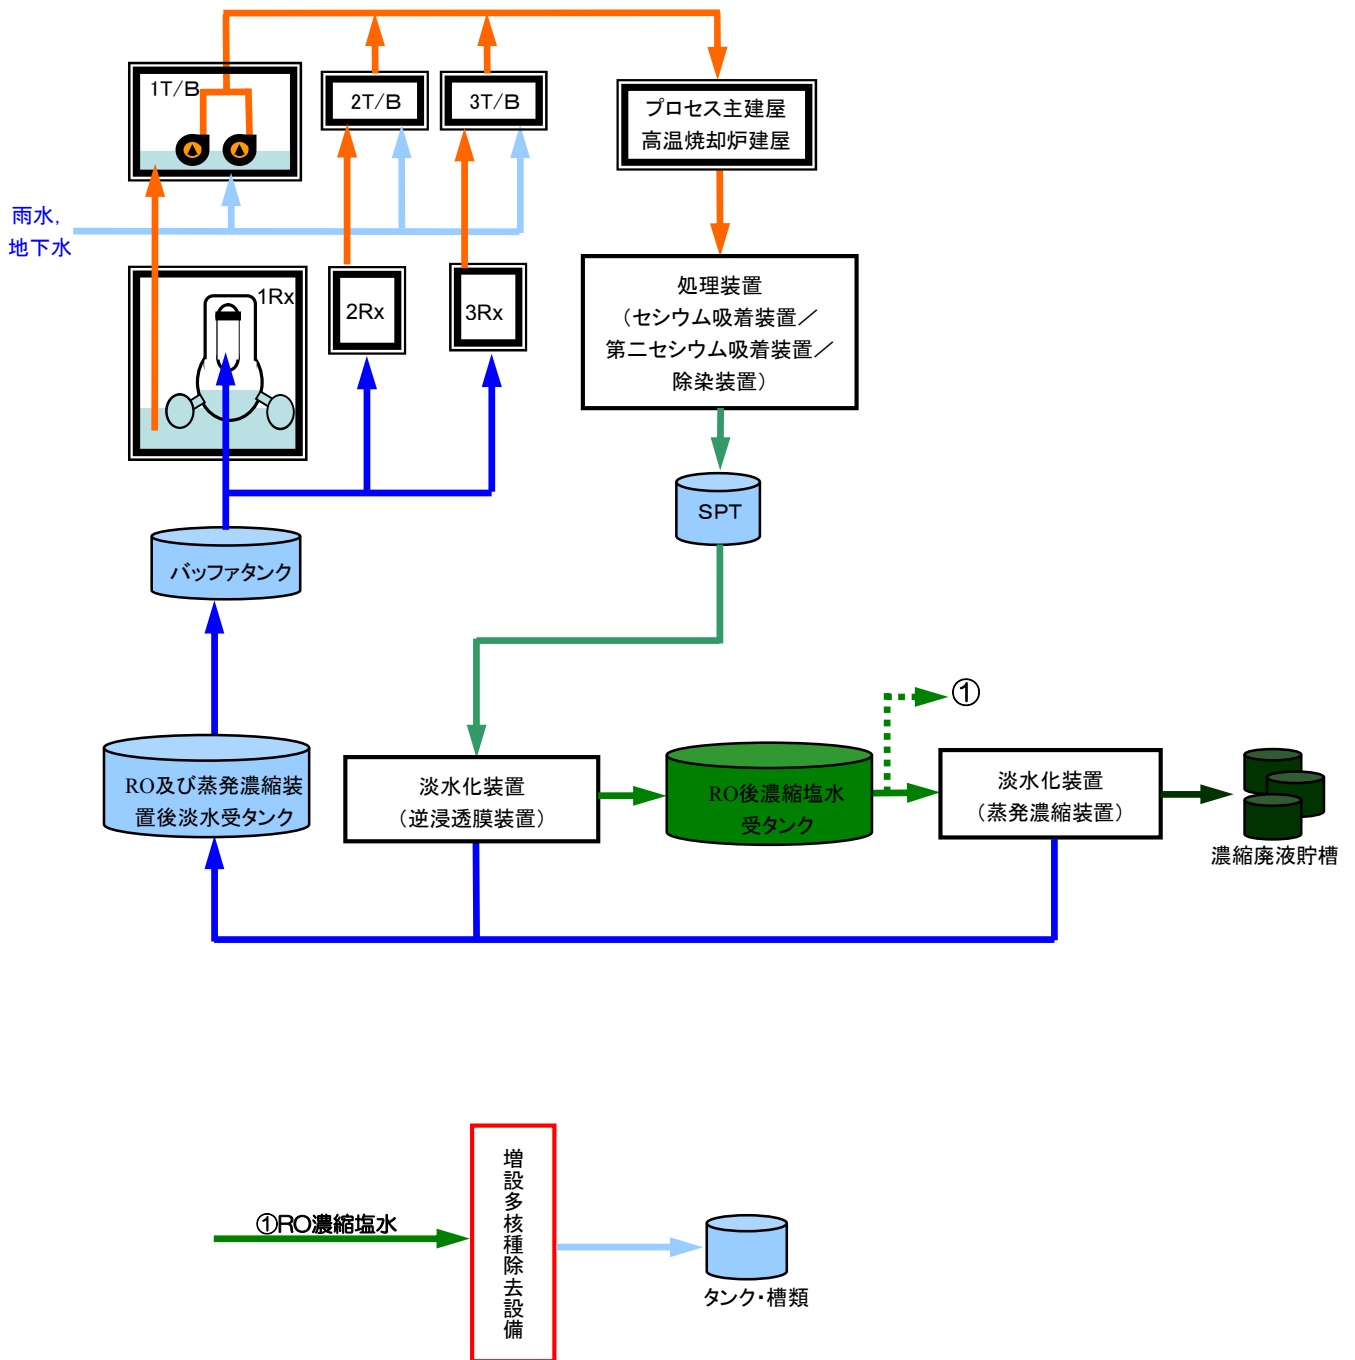 1T/B
2T/B
3T/B
プロセス主建屋
高温焼却炉建屋
雨水,
地下水
1Rx
2Rx
3Rx
処理装置
（セシウム吸着装置／
第二セシウム吸着装置／
除染装置）
SPT
バッファタンク
①
RO及び蒸発濃縮装
置後淡水受タンク
淡水化装置
（逆浸透膜装置）
RO後濃縮塩水
受タンク
淡水化装置
（蒸発濃縮装置）
濃縮廃液貯槽
①RO濃縮塩水
増設多核種除去設備
タンク・槽類